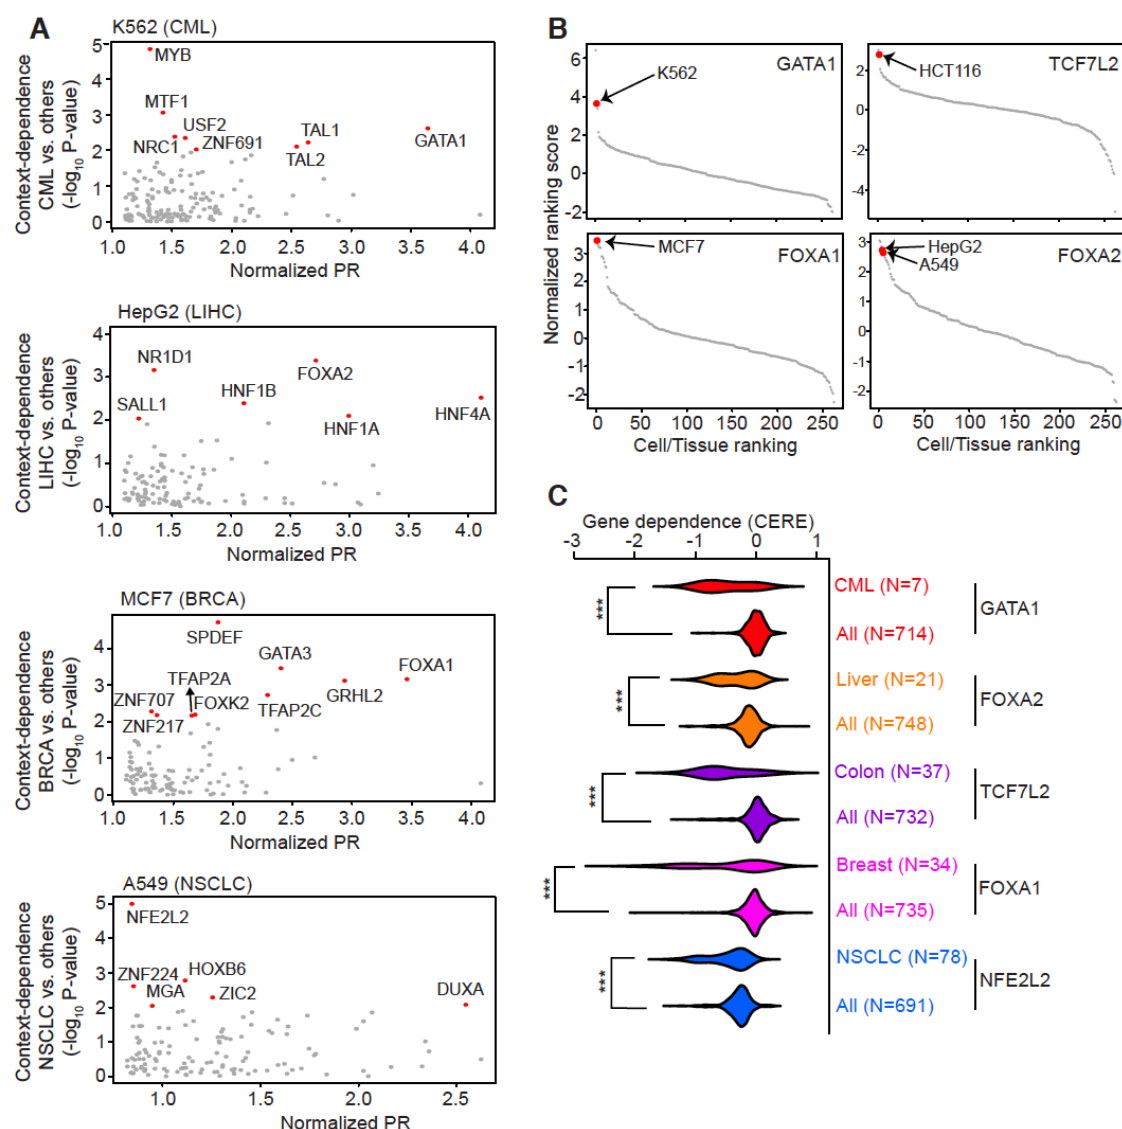 A
K562 (CML)
Context-dependence
CML vs. others
(-log10 P-value)
5
4
3
2
1
0
MYB
MTF1
USF2
NRC1
ZNF691
TAL1
TAL2
GATA1
1.0 1.5 2.0 2.5 3.0 3.5 4.0
Normalized PR
HepG2 (LIHC)
Context-dependence
LIHC vs. others
(-log10 P-value)
4
3
2
1
0
NR1D1
SALL1
HNF1B
FOXA2
HNF1A
HNF4A
1.0 1.5 2.0 2.5 3.0 3.5 4.0
Normalized PR
MCF7 (BRCA)
Context-dependence
BRCA vs. others
(-log10 P-value)
4
3
2
1
0
SPDEF
GATA3
FOXA1
TFAP2A
GRHL2
ZNF707
FOXK2
TFAP2C
ZNF217
1.0 1.5 2.0 2.5 3.0 3.5 4.0
Normalized PR
A549 (NSCLC)
Context-dependence
NSCLC vs. others
(-log10 P-value)
5
4
3
2
1
0
NFE2L2
ZNF224
HOXB6
MGA
ZIC2
DUXA
1.0 1.5 2.0 2.5
Normalized PR
B
Normalized ranking score
6
4
2
0
-2
K562
GATA1
2
0
-2
-4
HCT116
TCF7L2
3
2
1
0
-1
-2
MCF7
FOXA1
3
2
1
0
-1
-2
HepG2
A549
FOXA2
0 50 100 150 200 250
Cell/Tissue ranking
0 50 100 150 200 250
Cell/Tissue ranking
C
Gene dependence (CERE)
-3 -2 -1 0 1
*** CML (N=7)
All (N=714)
GATA1
*** Liver (N=21)
All (N=748)
FOXA2
*** Colon (N=37)
All (N=732)
TCF7L2
*** Breast (N=34)
All (N=735)
FOXA1
*** NSCLC (N=78)
All (N=691)
NFE2L2